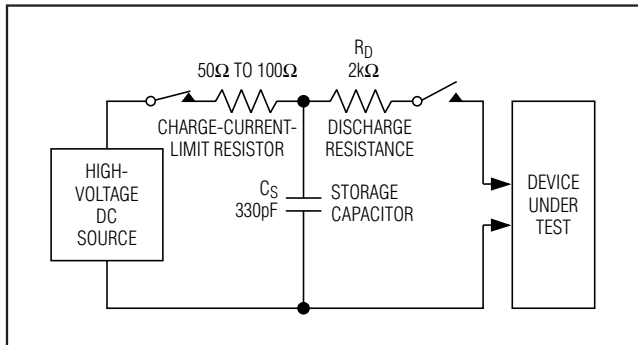 50Ω TO 100Ω
CHARGE-CURRENT-
LIMIT RESISTOR
RD
2kΩ
DISCHARGE
RESISTANCE
HIGH-
VOLTAGE
DC
SOURCE
CS
330pF
STORAGE
CAPACITOR
DEVICE
UNDER
TEST